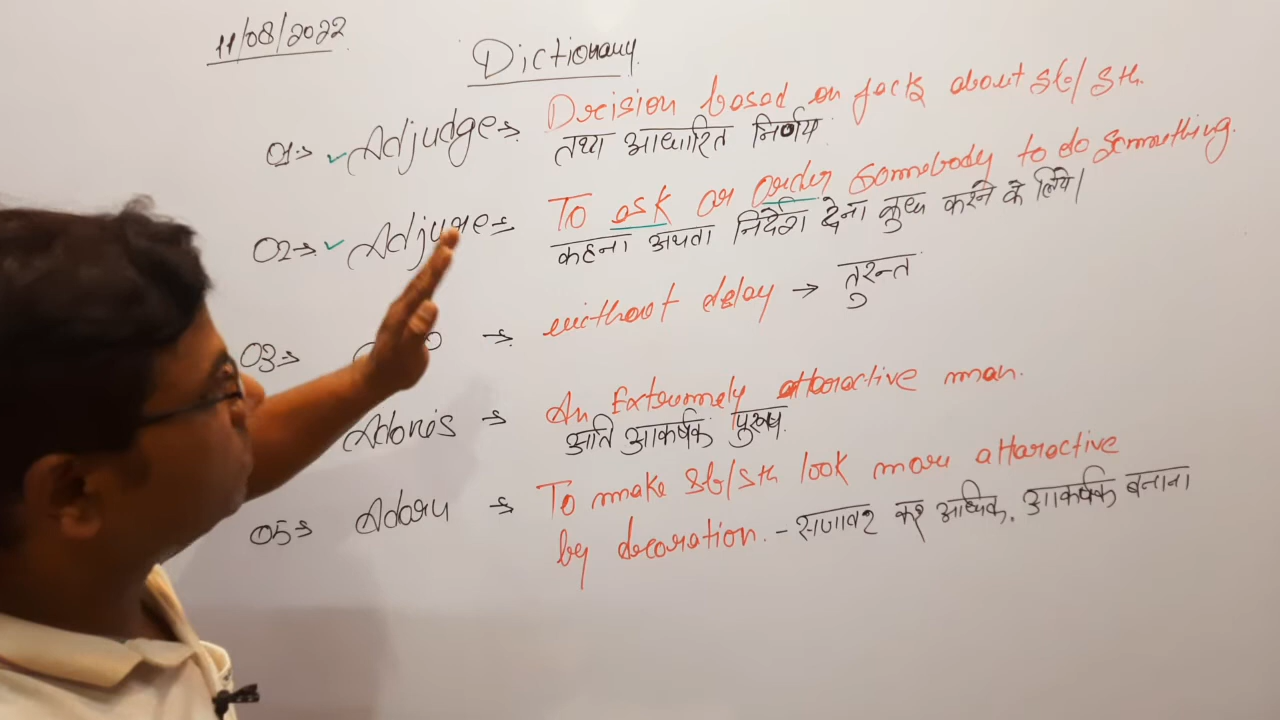 11/08/2022
Dictionary
01→ ✓ Adjudge→ Decision based on facts about sb/sth.
तथ्य आधारित निर्णय
02→ ✓ Adjure→ To ask or order somebody to do something.
कहना अथवा निर्देश देना कुछ करने के लिये।
03→ → without delay → तुरन्त
Adonis → An Extremely attractive man.
अति आकर्षक पुरुष
05→ Adorn → To make sb/sth look more attractive
by decoration. - सजाकर कर अधिक, आकर्षक बनाना